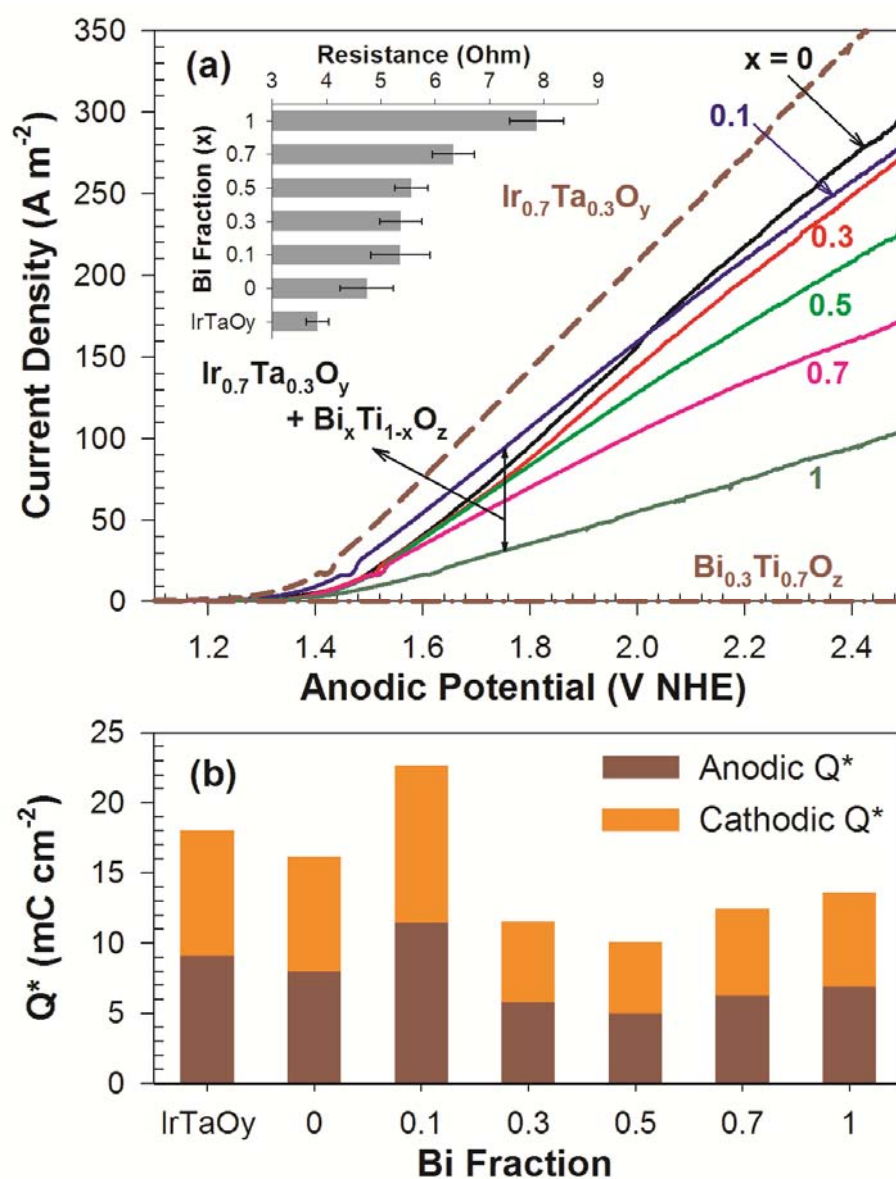 (a)
Resistance (Ohm)
3 4 5 6 7 8 9
Bi Fraction (x)
1
0.7
0.5
0.3
0.1
0
IrTaOy
350
300
250
200
150
100
50
0
Current Density (A m⁻²)
x = 0
0.1
Ir₀.₇Ta₀.₃Oy
0.3
0.5
0.7
Ir₀.₇Ta₀.₃Oy
+ BiₓTi₁₋ₓOz
1
Bi₀.₃Ti₀.₇Oz
1.2 1.4 1.6 1.8 2.0 2.2 2.4
Anodic Potential (V NHE)
(b)
Anodic Q*
Cathodic Q*
25
20
15
10
5
0
Q* (mC cm⁻²)
IrTaOy 0 0.1 0.3 0.5 0.7 1
Bi Fraction